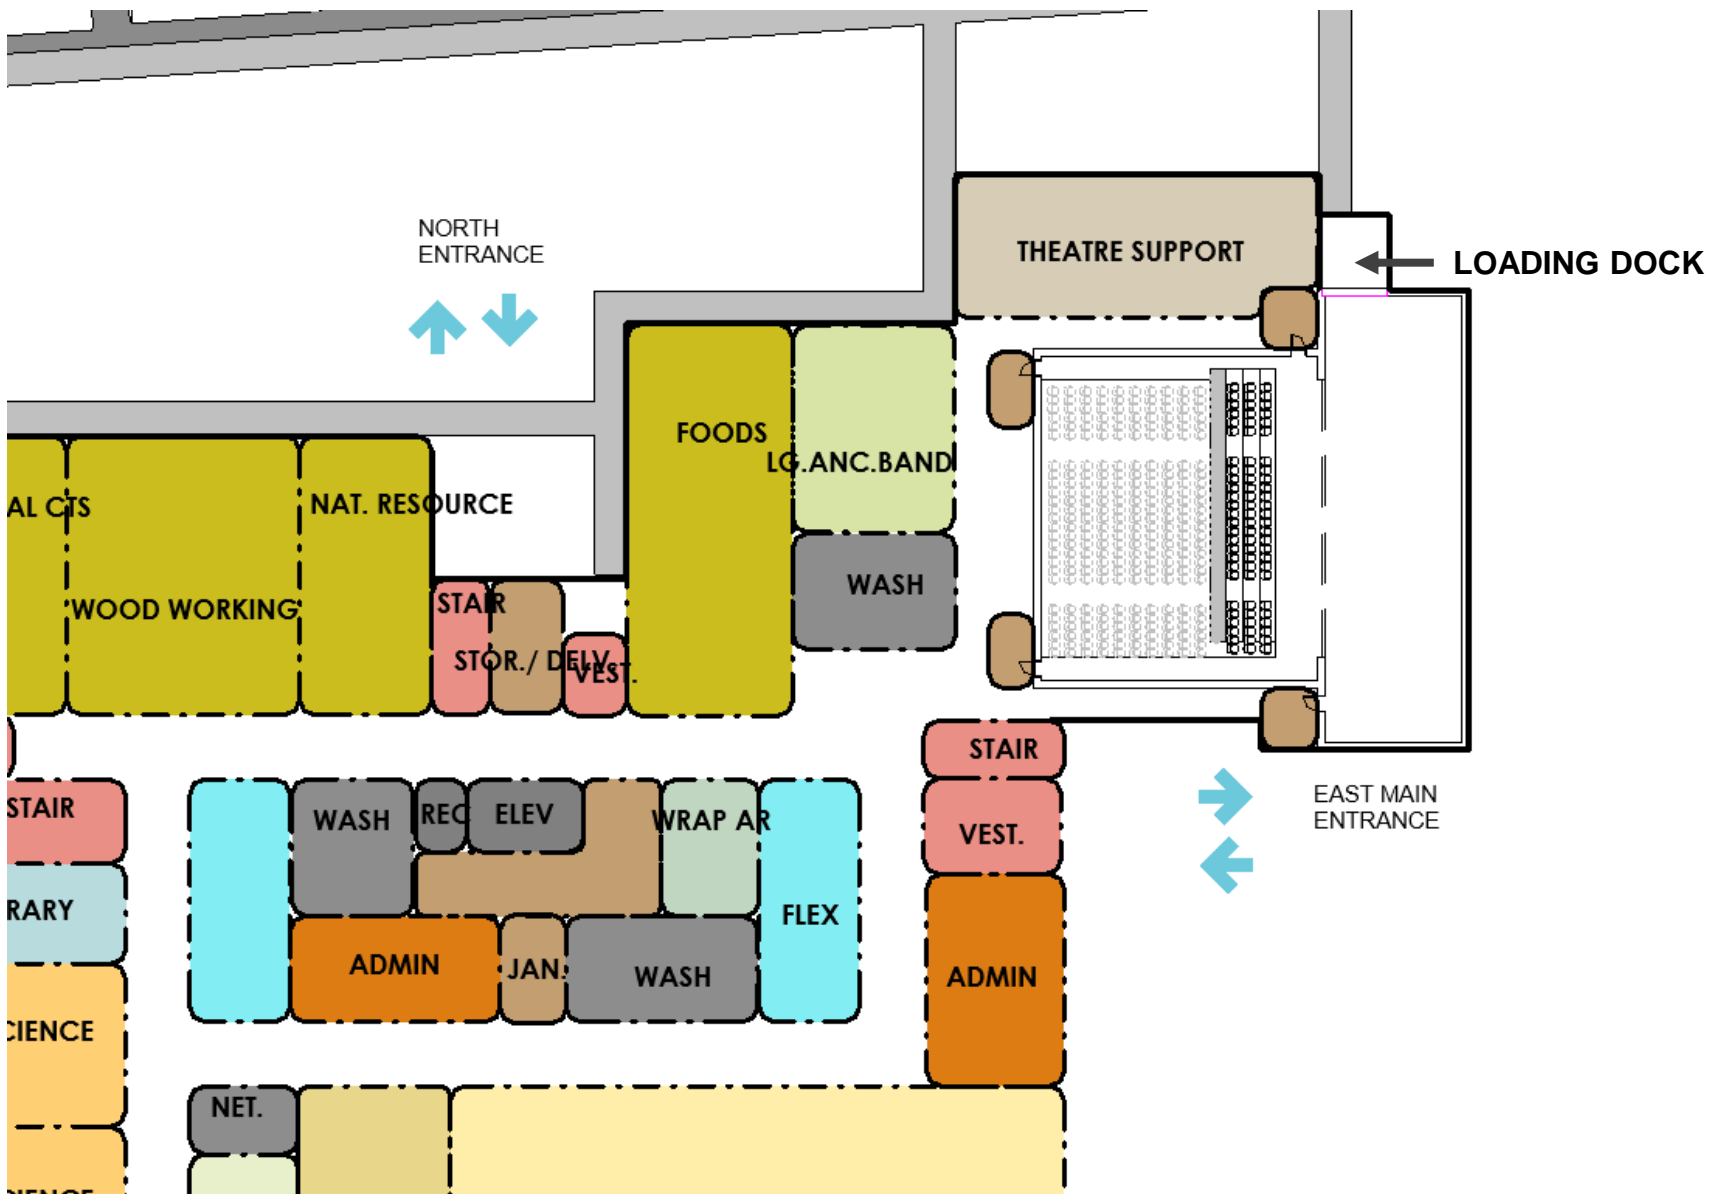 NORTH
ENTRANCE
THEATRE SUPPORT
LOADING DOCK
FOODS
LG.ANC.BAND
AL CTS
NAT. RESOURCE
WOOD WORKING
STAIR
WASH
STOR./ DELV.
VEST.
STAIR
EAST MAIN
ENTRANCE
STAIR
WASH
REC
ELEV
WRAP AR
VEST.
RARY
FLEX
ADMIN
JAN.
WASH
ADMIN
CIENCE
NET.
CIENCE